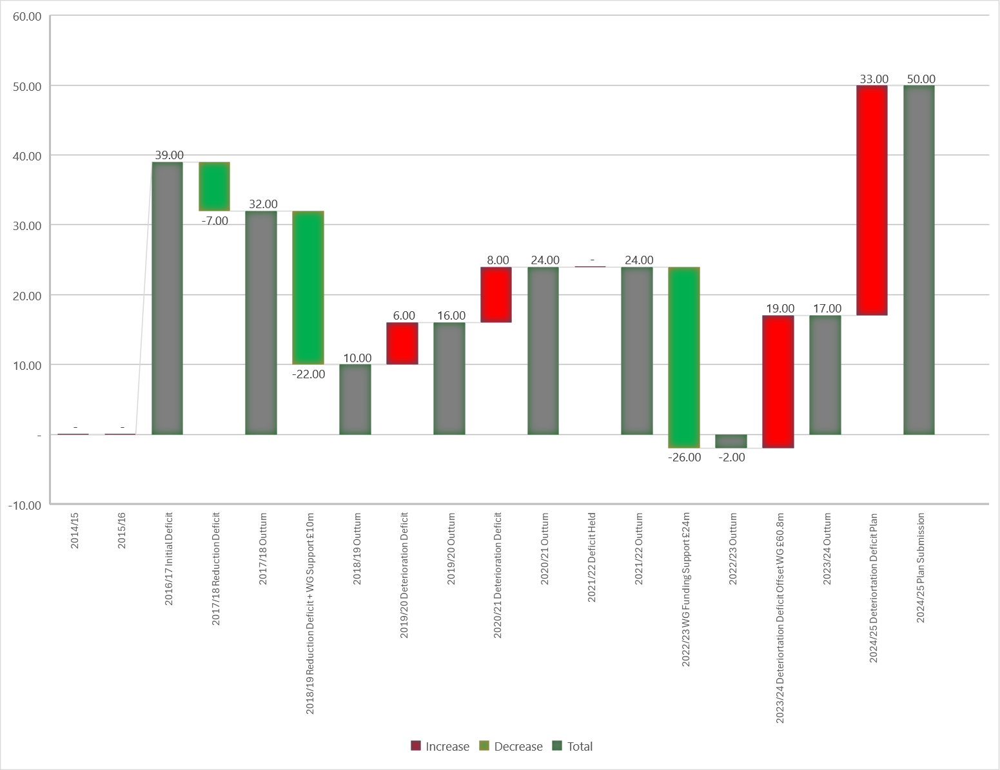 60.00
50.00
40.00
30.00
20.00
10.00
-
-10.00
-
-
39.00
-7.00
32.00
-22.00
10.00
6.00
16.00
8.00
24.00
-
24.00
-26.00
-2.00
19.00
17.00
33.00
50.00
2014/15
2015/16
2016/17 Initial Deficit
2017/18 Reduction Deficit
2017/18 Outturn
2018/19 Reduction Deficit + WG Support £10m
2018/19 Outturn
2019/20 Deterioration Deficit
2019/20 Outturn
2020/21 Deterioration Deficit
2020/21 Outturn
2021/22 Deficit Held
2021/22 Outturn
2022/23 WG Funding Support £24m
2022/23 Outturn
2023/24 Deteriortation Deficit Offset WG £60.8m
2023/24 Outturn
2024/25 Deteriortation Deficit Plan
2024/25 Plan Submission
Increase
Decrease
Total